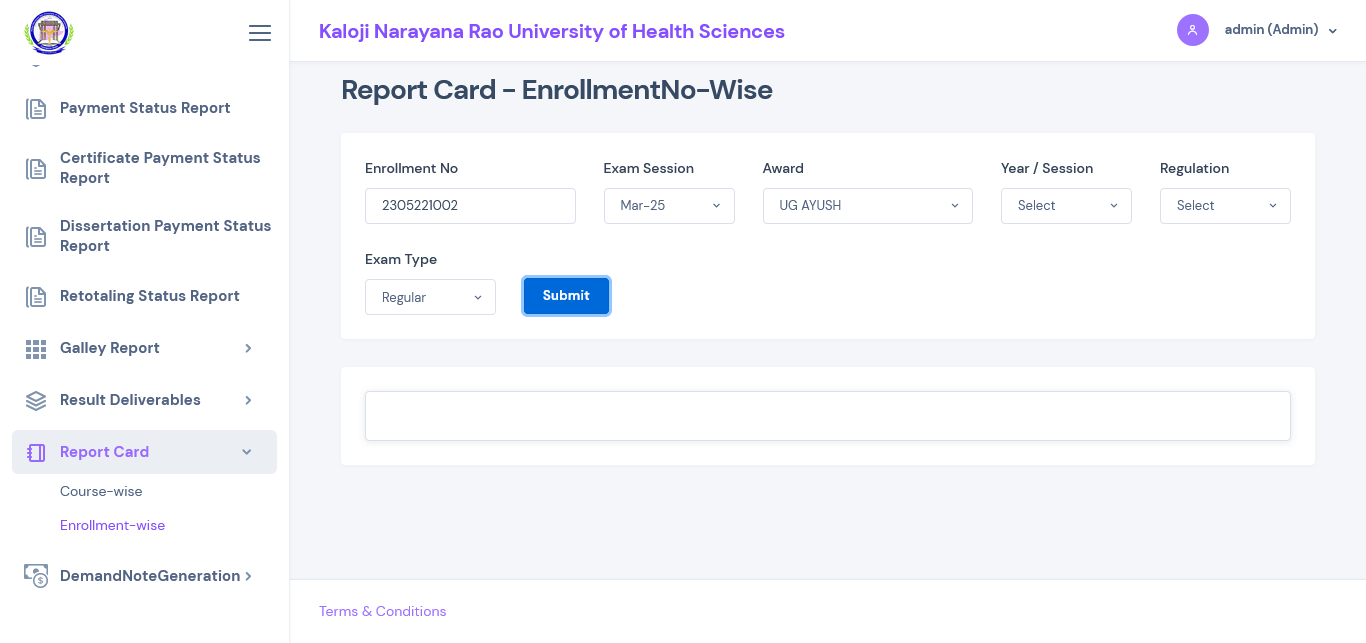 Kaloji Narayana Rao University of Health Sciences
admin (Admin)
Payment Status Report
Certificate Payment Status
Report
Dissertation Payment Status
Report
Retotaling Status Report
Galley Report
Result Deliverables
Report Card
Course-wise
Enrollment-wise
DemandNoteGeneration
Report Card - EnrollmentNo-Wise
Enrollment No
Exam Session
Award
Year / Session
Regulation
2305221002
Mar-25
UG AYUSH
Select
Select
Exam Type
Regular
Submit
Terms & Conditions